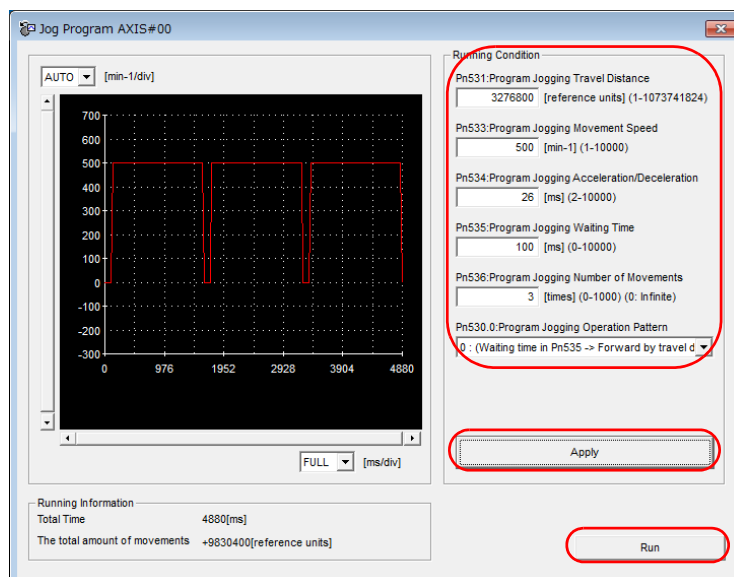 Jog Program AXIS#00
AUTO [min-1/div]
700
600
500
400
300
200
100
0
-100
-200
-300
0 976 1952 2928 3904 4880
FULL [ms/div]
Running Condition
Pn531:Program Jogging Travel Distance
3276800 [reference units] (1-1073741824)
Pn533:Program Jogging Movement Speed
500 [min-1] (1-10000)
Pn534:Program Jogging Acceleration/Deceleration
26 [ms] (2-10000)
Pn535:Program Jogging Waiting Time
100 [ms] (0-10000)
Pn536:Program Jogging Number of Movements
3 [times] (0-1000) (0: Infinite)
Pn530.0:Program Jogging Operation Pattern
0 : (Waiting time in Pn535 -> Forward by travel d
Apply
Running Information
Total Time 4880[ms]
The total amount of movements +9830400[reference units]
Run